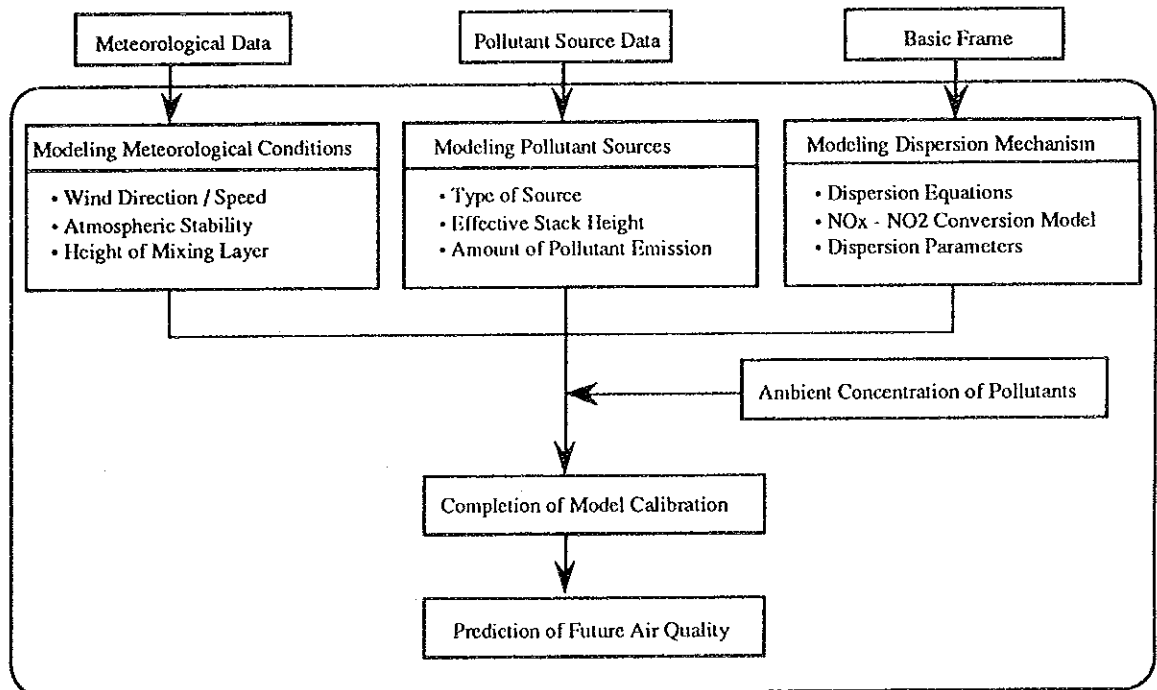 Meteorological Data
Pollutant Source Data
Basic Frame
Modeling Meteorological Conditions
• Wind Direction / Speed
• Atmospheric Stability
• Height of Mixing Layer
Modeling Pollutant Sources
• Type of Source
• Effective Stack Height
• Amount of Pollutant Emission
Modeling Dispersion Mechanism
• Dispersion Equations
• NOx - NO2 Conversion Model
• Dispersion Parameters
Ambient Concentration of Pollutants
Completion of Model Calibration
Prediction of Future Air Quality